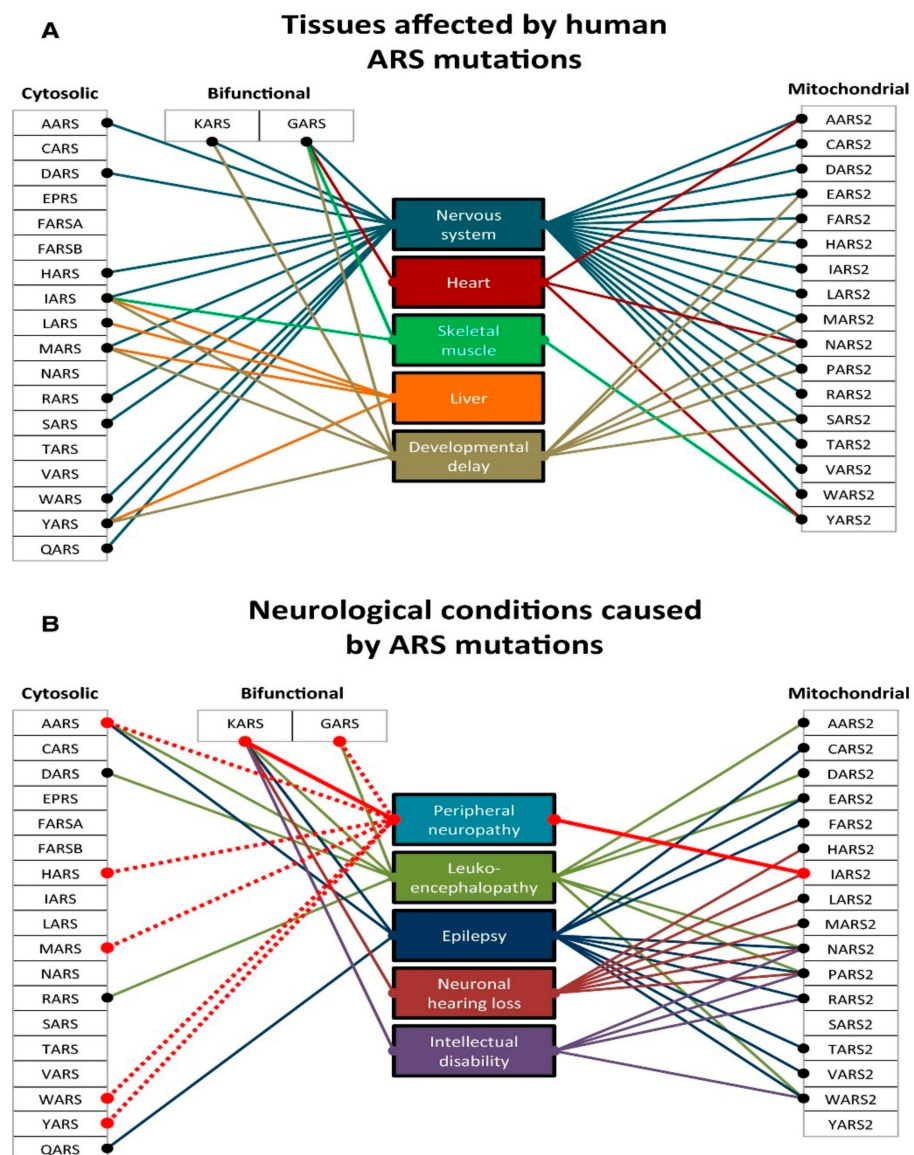 A
Tissues affected by human
ARS mutations
Cytosolic
Bifunctional
Mitochondrial
KARS
GARS
AARS
CARS
DARS
EPRS
FARSA
FARSB
HARS
IARS
LARS
MARS
NARS
RARS
SARS
TARS
VARS
WARS
YARS
QARS
Nervous
system
Heart
Skeletal
muscle
Liver
Developmental
delay
AARS2
CARS2
DARS2
EARS2
FARS2
HARS2
IARS2
LARS2
MARS2
NARS2
PARS2
RARS2
SARS2
TARS2
VARS2
WARS2
YARS2
B
Neurological conditions caused
by ARS mutations
Cytosolic
Bifunctional
Mitochondrial
KARS
GARS
AARS
CARS
DARS
EPRS
FARSA
FARSB
HARS
IARS
LARS
MARS
NARS
RARS
SARS
TARS
VARS
WARS
YARS
QARS
Peripheral
neuropathy
Leuko-
encephalopathy
Epilepsy
Neuronal
hearing loss
Intellectual
disability
AARS2
CARS2
DARS2
EARS2
FARS2
HARS2
IARS2
LARS2
MARS2
NARS2
PARS2
RARS2
SARS2
TARS2
VARS2
WARS2
YARS2